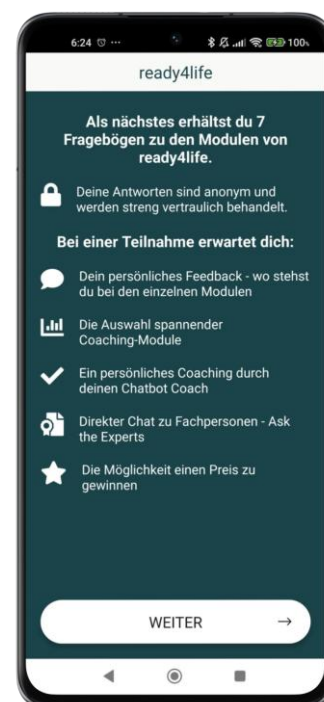 6:24 ··· 100%
ready4life
Als nächstes erhältst du 7
Fragebögen zu den Modulen von
ready4life.
Deine Antworten sind anonym und
werden streng vertraulich behandelt.
Bei einer Teilnahme erwartet dich:
Dein persönliches Feedback - wo stehst
du bei den einzelnen Modulen
Die Auswahl spannender
Coaching-Module
Ein persönliches Coaching durch
deinen Chatbot Coach
Direkter Chat zu Fachpersonen - Ask
the Experts
Die Möglichkeit einen Preis zu
gewinnen
WEITER →